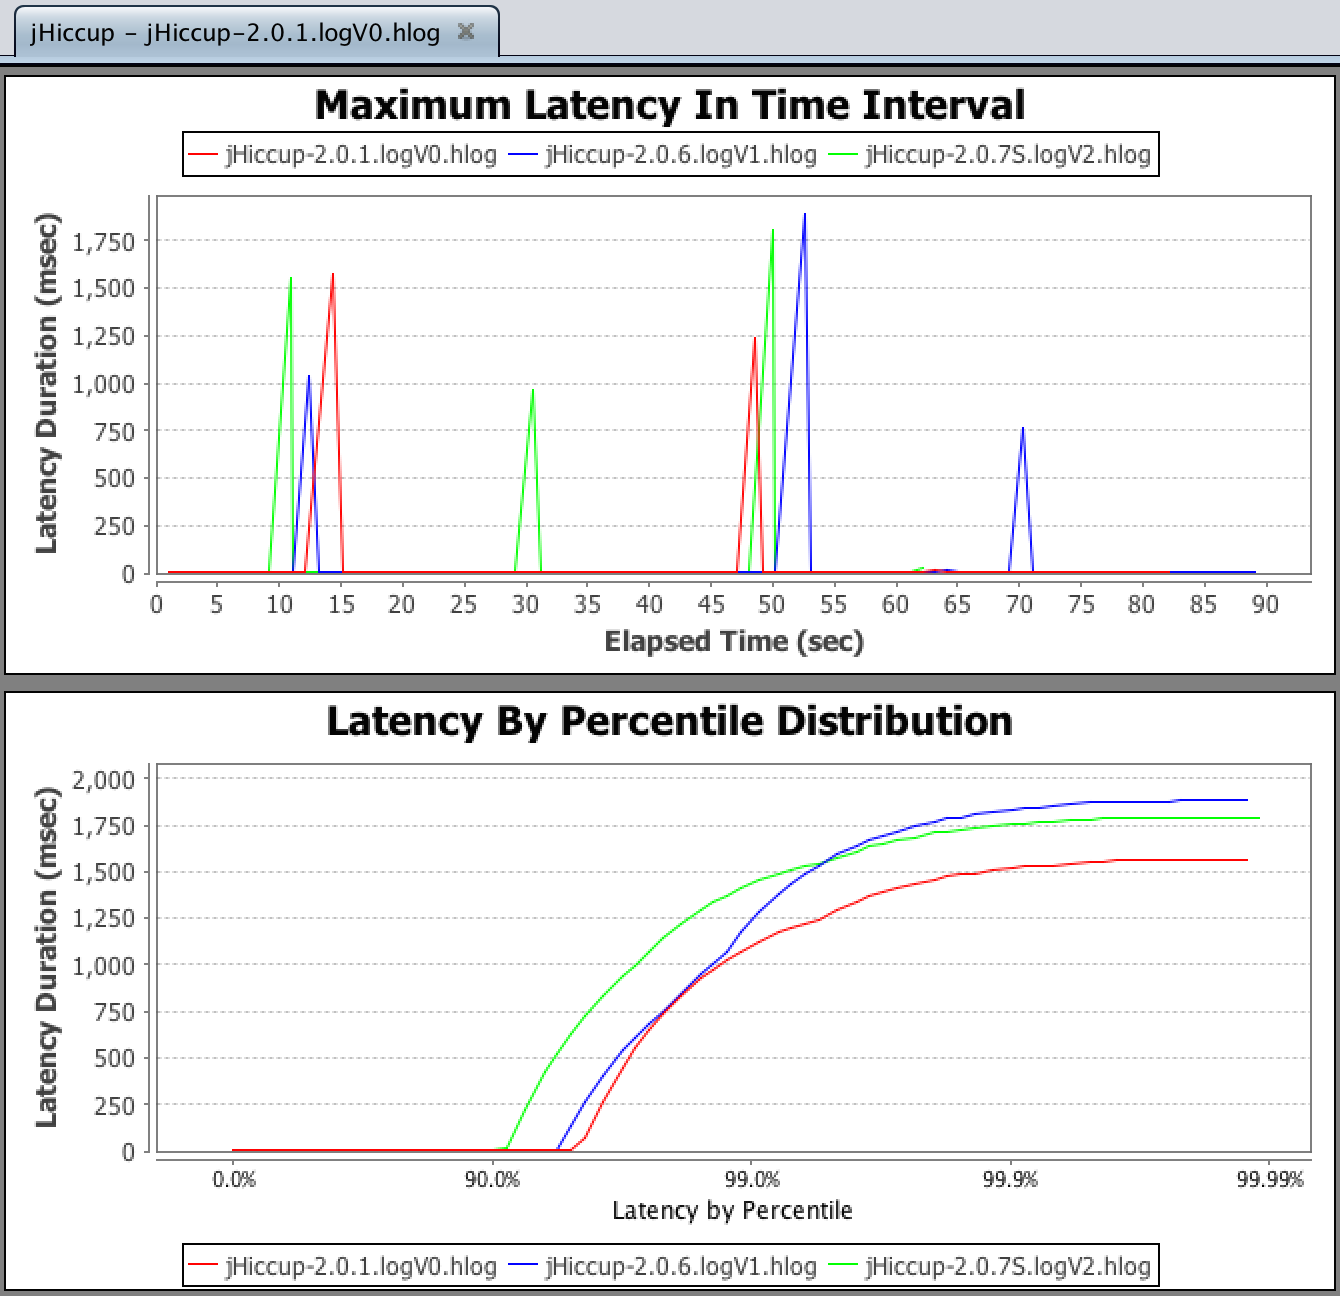 jHiccup - jHiccup-2.0.1.logV0.hlog
Maximum Latency In Time Interval
jHiccup-2.0.1.logV0.hlog jHiccup-2.0.6.logV1.hlog jHiccup-2.0.7S.logV2.hlog
Latency Duration (msec)
1,750
1,500
1,250
1,000
750
500
250
0
0 5 10 15 20 25 30 35 40 45 50 55 60 65 70 75 80 85 90
Elapsed Time (sec)
Latency By Percentile Distribution
Latency Duration (msec)
2,000
1,750
1,500
1,250
1,000
750
500
250
0
0.0% 90.0% 99.0% 99.9% 99.99%
Latency by Percentile
jHiccup-2.0.1.logV0.hlog jHiccup-2.0.6.logV1.hlog jHiccup-2.0.7S.logV2.hlog